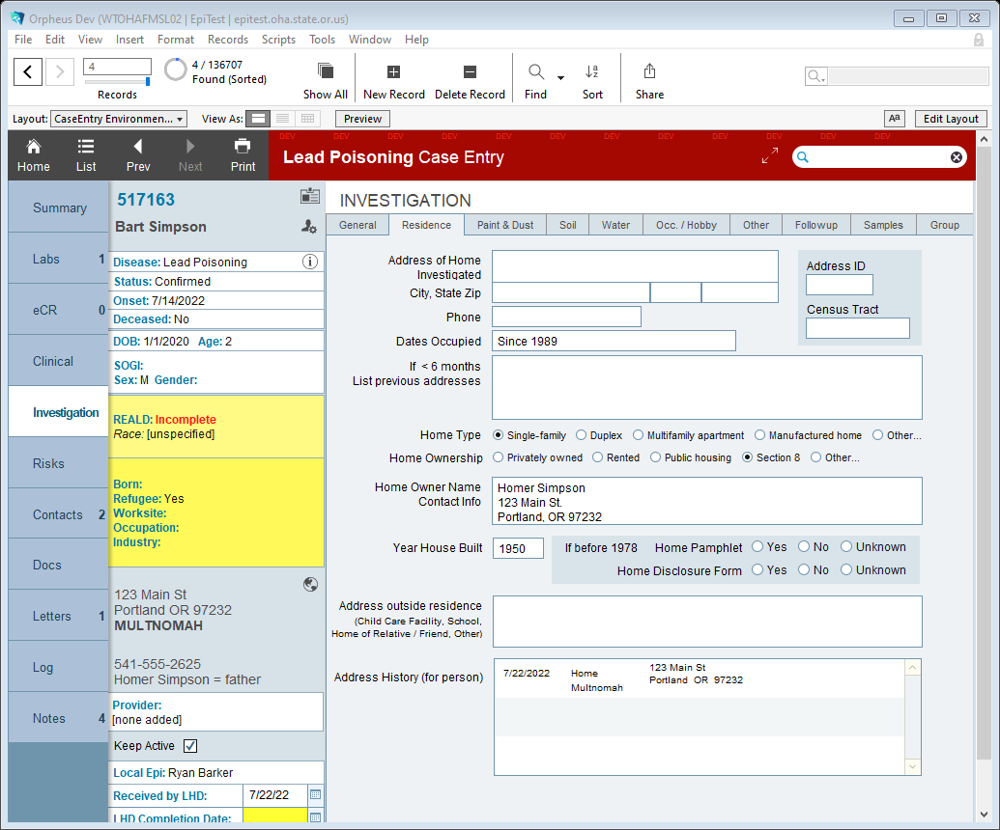 Orpheus Dev (WTOHAFMSL02 | EpiTest | epitest.oha.state.or.us)
File Edit View Insert Format Records Scripts Tools Window Help
4
4 / 136707
Found (Sorted)
Records
Show All
New Record
Delete Record
Find
Sort
Share
Layout: CaseEntry Environmen...
View As:
Preview
Aa
Edit Layout
DEV DEV DEV DEV DEV DEV DEV DEV DEV DEV DEV DEV
Home
List
Prev
Next
Print
Lead Poisoning Case Entry
Summary
Labs 1
eCR 0
Clinical
Investigation
Risks
Contacts 2
Docs
Letters 1
Log
Notes 4
517163
Bart Simpson
Disease: Lead Poisoning
Status: Confirmed
Onset: 7/14/2022
Deceased: No
DOB: 1/1/2020 Age: 2
SOGI:
Sex: M Gender:
REALD: Incomplete
Race: [unspecified]
Born:
Refugee: Yes
Worksite:
Occupation:
Industry:
123 Main St
Portland OR 97232
MULTNOMAH
541-555-2625
Homer Simpson = father
Provider:
[none added]
Keep Active
Local Epi: Ryan Barker
Received by LHD: 7/22/22
LHD Completion Date:
INVESTIGATION
General Residence Paint & Dust Soil Water Occ. / Hobby Other Followup Samples Group
Address of Home
Investigated
City, State Zip
Phone
Dates Occupied Since 1989
If < 6 months
List previous addresses
Address ID
Census Tract
Home Type Single-family Duplex Multifamily apartment Manufactured home Other...
Home Ownership Privately owned Rented Public housing Section 8 Other...
Home Owner Name
Contact Info
Homer Simpson
123 Main St.
Portland, OR 97232
Year House Built 1950
If before 1978 Home Pamphlet Yes No Unknown
Home Disclosure Form Yes No Unknown
Address outside residence
(Child Care Facility, School,
Home of Relative / Friend, Other)
Address History (for person)
7/22/2022
Home
Multnomah
123 Main St
Portland OR 97232